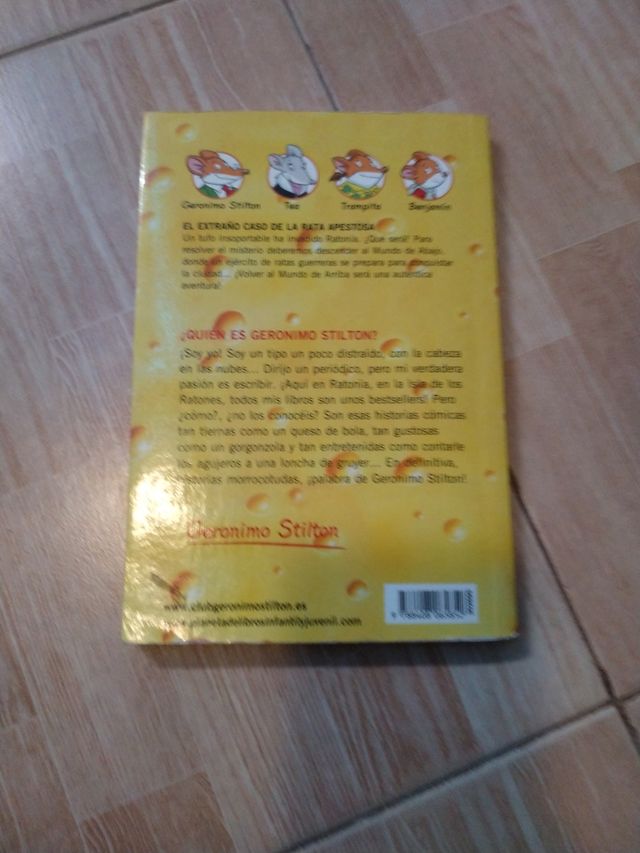 Geronimo Stilton Tea Trampita Benjamín
EL EXTRAÑO CASO DE LA RATA APESTOSA
Un tufo insoportable ha invadido Ratonia. ¿Qué será? Para
resolver el misterio deberemos descender al Mundo de Abajo,
donde un ejército de ratas guerreras se prepara para conquistar
la ciudad... ¡Volver al Mundo de Arriba será una auténtica
aventura!
¿QUIÉN ES GERONIMO STILTON?
¡Soy yo! Soy un tipo un poco distraído, con la cabeza
en las nubes... Dirijo un periódico, pero mi verdadera
pasión es escribir. ¡Aquí en Ratonia, en la isla de los
Ratones, todos mis libros son unos bestsellers! Pero
¿cómo?, ¿no los conocéis? Son esas historias cómicas
tan tiernas como un queso de bola, tan gustosas
como un gorgonzola y tan entretenidas como contarle
los agujeros a una loncha de gruyer... En definitiva,
historias morrocotudas, ¡palabra de Geronimo Stilton!
Geronimo Stilton
www.clubgeronimostilton.es
www.planetadelibrosinfantilyjuvenil.com